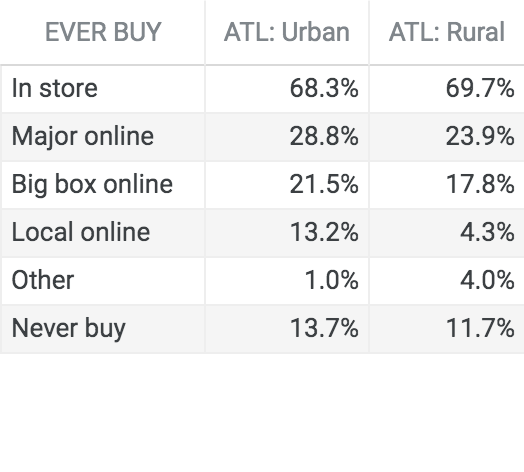 EVER BUY ATL: Urban ATL: Rural
In store 68.3% 69.7%
Major online 28.8% 23.9%
Big box online 21.5% 17.8%
Local online 13.2% 4.3%
Other 1.0% 4.0%
Never buy 13.7% 11.7%